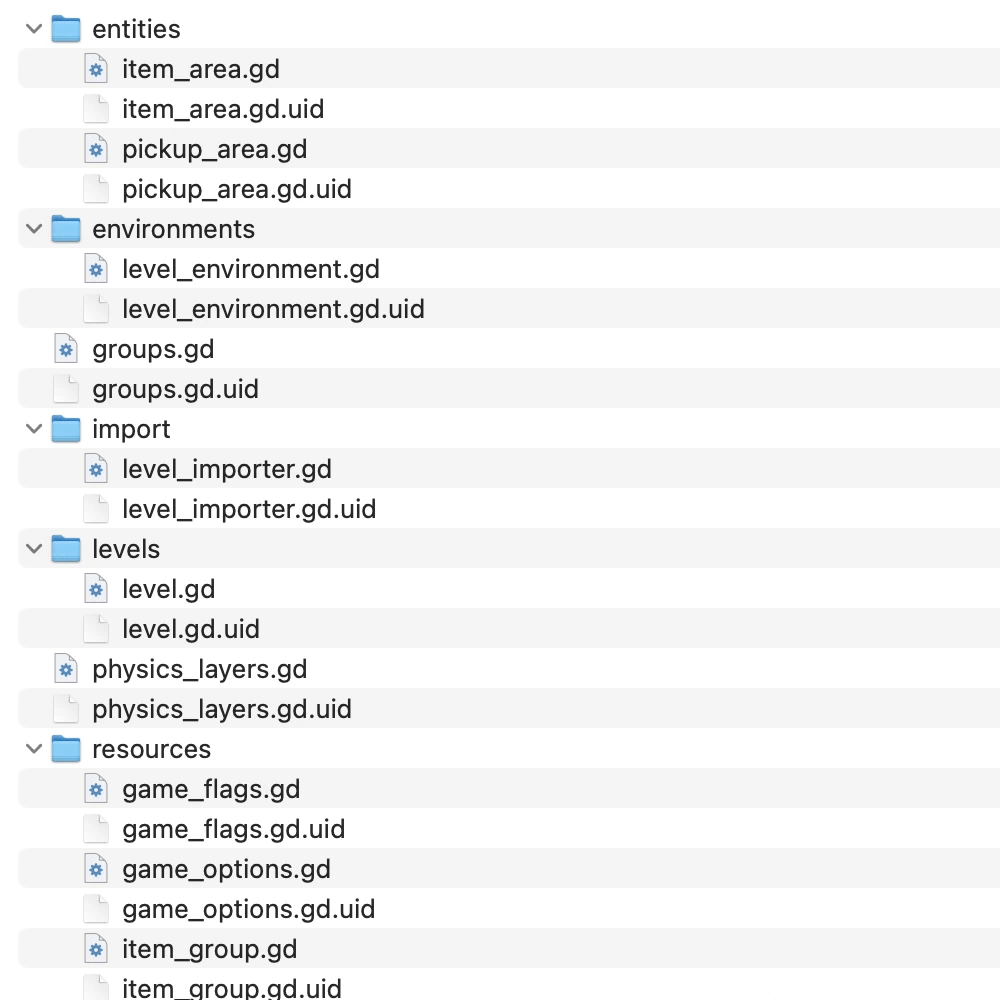 entities
item_area.gd
item_area.gd.uid
pickup_area.gd
pickup_area.gd.uid
environments
level_environment.gd
level_environment.gd.uid
groups.gd
groups.gd.uid
import
level_importer.gd
level_importer.gd.uid
levels
level.gd
level.gd.uid
physics_layers.gd
physics_layers.gd.uid
resources
game_flags.gd
game_flags.gd.uid
game_options.gd
game_options.gd.uid
item_group.gd
item_group.gd.uid